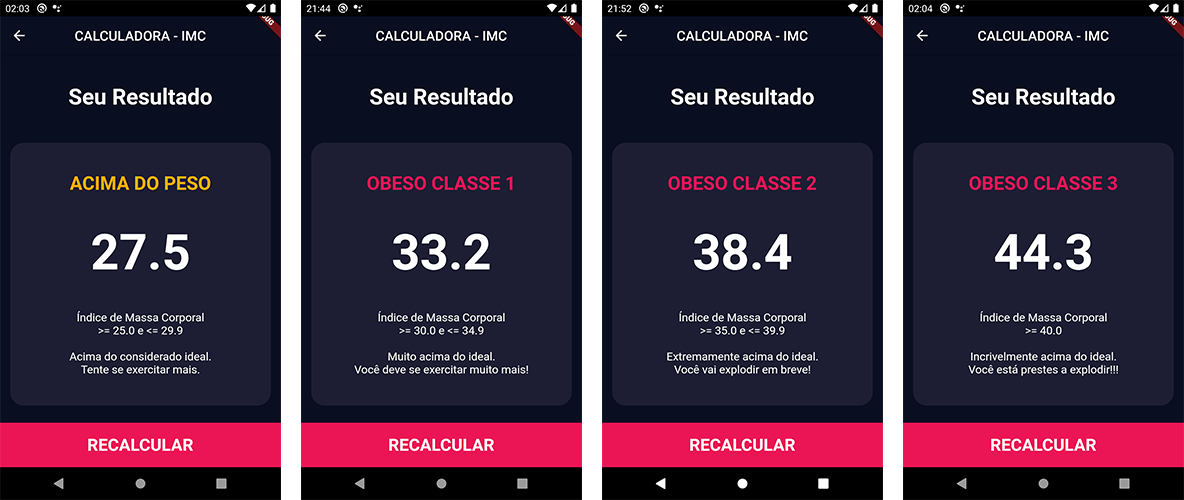 02:03
CALCULADORA - IMC
Seu Resultado
ACIMA DO PESO
27.5
Índice de Massa Corporal
>= 25.0 e <= 29.9
Acima do considerado ideal.
Tente se exercitar mais.
RECALCULAR
21:44
CALCULADORA - IMC
Seu Resultado
OBESO CLASSE 1
33.2
Índice de Massa Corporal
>= 30.0 e <= 34.9
Muito acima do ideal.
Você deve se exercitar muito mais!
RECALCULAR
21:52
CALCULADORA - IMC
Seu Resultado
OBESO CLASSE 2
38.4
Índice de Massa Corporal
>= 35.0 e <= 39.9
Extremamente acima do ideal.
Você vai explodir em breve!
RECALCULAR
02:04
CALCULADORA - IMC
Seu Resultado
OBESO CLASSE 3
44.3
Índice de Massa Corporal
>= 40.0
Incrivelmente acima do ideal.
Você está prestes a explodir!!!
RECALCULAR